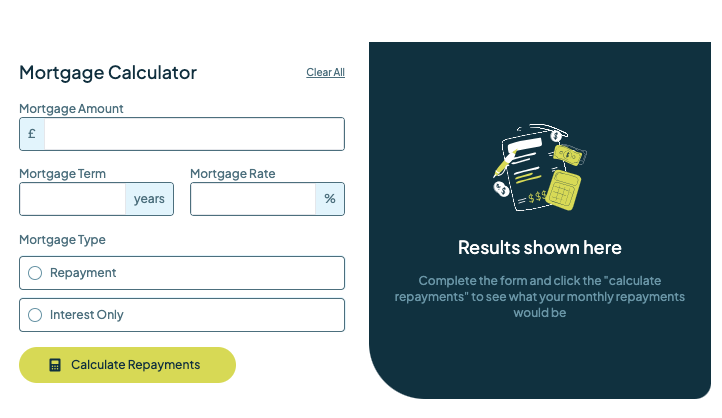 Mortgage Calculator
Clear All
Mortgage Amount
£
Mortgage Term
Mortgage Rate
years
%
Mortgage Type
Repayment
Interest Only
Calculate Repayments
$
$
$
$$$
Results shown here
Complete the form and click the "calculate
repayments" to see what your monthly repayments
would be